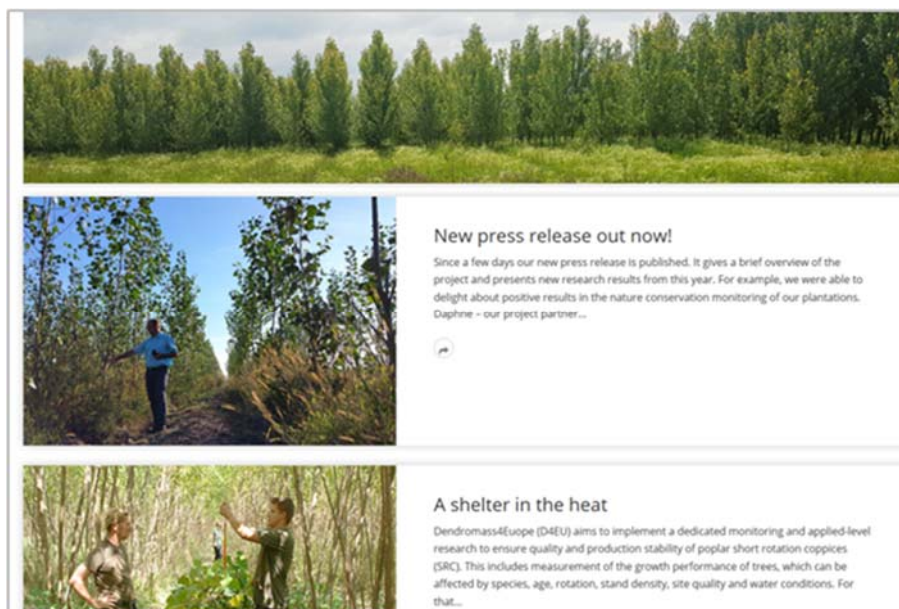 New press release out now!
Since a few days our new press release is published. It gives a brief overview of the
project and presents new research results from this year. For example, we were able to
delight about positive results in the nature conservation monitoring of our plantations.
Daphne – our project partner...
A shelter in the heat
Dendromass4Euope (D4EU) aims to implement a dedicated monitoring and applied-level
research to ensure quality and production stability of poplar short rotation coppices
(SRC). This includes measurement of the growth performance of trees, which can be
affected by species, age, rotation, stand density, site quality and water conditions. For
that...